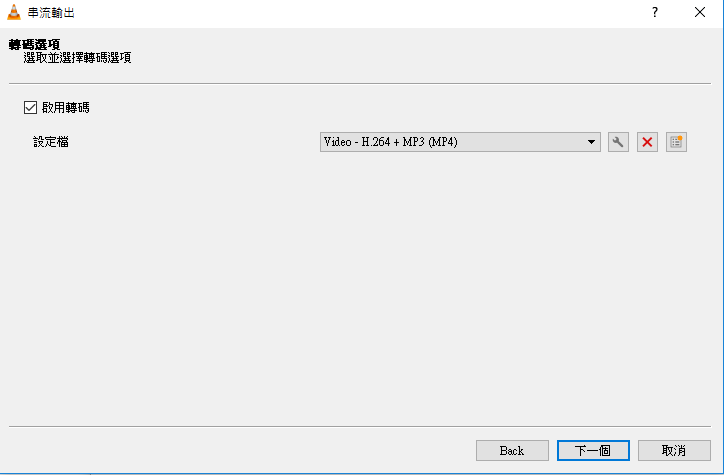 串流輸出
?
轉碼選項
選取並選擇轉碼選項
啟用轉碼
設定檔
Video - H.264 + MP3 (MP4)
Back
下一個
取消